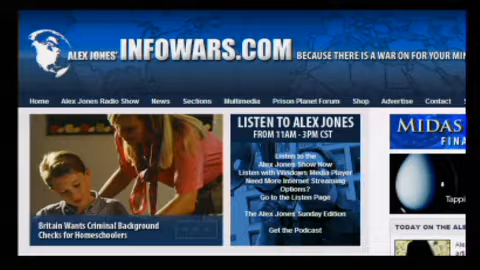 ALEX JONES' INFOWARS.COM BECAUSE THERE IS A WAR ON FOR YOUR MIN
Home Alex Jones Radio Show News Sections Multimedia Prison Planet Forum Shop Advertise Contact S
LISTEN TO ALEX JONES
FROM 11AM - 3PM CST
Listen to the
Alex Jones Show Now
Listen with Windows Media Player
Need More Internet Streaming
Options?
Go to the Listen Page
The Alex Jones Sunday Edition
Get the Podcast
Britain Wants Criminal Background
Checks for Homeschoolers
MIDAS
FINA
Tappi
TODAY ON THE ALE